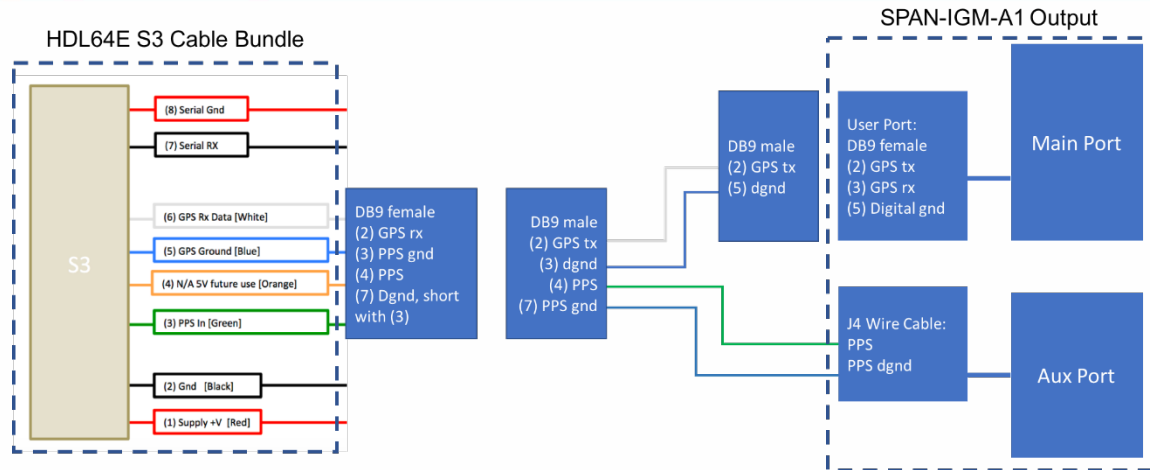 HDL64E S3 Cable Bundle
S3
(8) Serial Gnd
(7) Serial RX
(6) GPS Rx Data [White]
(5) GPS Ground [Blue]
(4) N/A 5V future use [Orange]
(3) PPS In [Green]
(2) Gnd [Black]
(1) Supply +V [Red]
DB9 female
(2) GPS rx
(3) PPS gnd
(4) PPS
(7) Dgnd, short
with (3)
DB9 male
(2) GPS tx
(3) dgnd
(4) PPS
(7) PPS gnd
DB9 male
(2) GPS tx
(5) dgnd
SPAN-IGM-A1 Output
User Port:
DB9 female
(2) GPS tx
(3) GPS rx
(5) Digital gnd
Main Port
J4 Wire Cable:
PPS
PPS dgnd
Aux Port